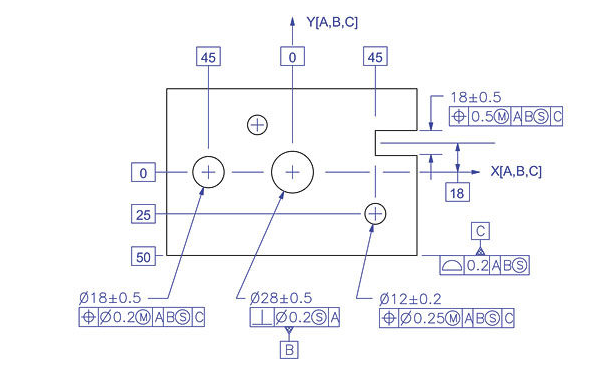 Y[A,B,C]
45
0
45
18±0.5
⌖ 0.5Ⓜ A BⓈ C
0
X[A,B,C]
18
25
C
50
⌓ 0.2 A BⓈ
Ø18±0.5
Ø28±0.5
Ø12±0.2
⌖ Ø0.2Ⓜ A BⓈ C
⟂ Ø0.2Ⓢ A
⌖ Ø0.25Ⓜ A BⓈ C
B